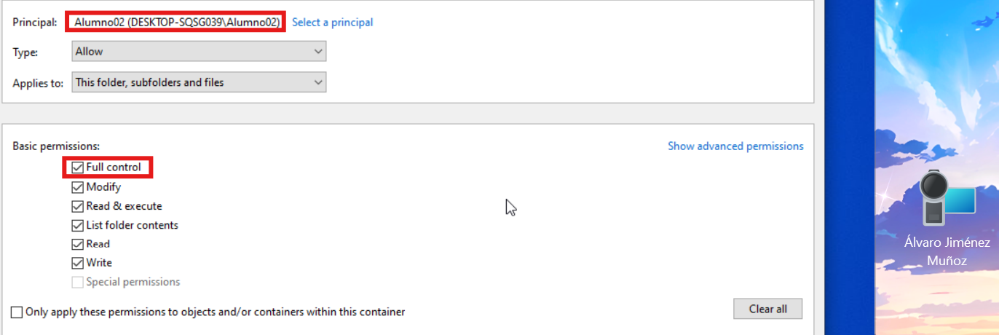 Principal: Alumno02 (DESKTOP-SQSG039\Alumno02) Select a principal
Type: Allow
Applies to: This folder, subfolders and files
Basic permissions: Show advanced permissions
Full control
Modify
Read & execute
List folder contents
Read
Write
Special permissions
Only apply these permissions to objects and/or containers within this container
Clear all
Álvaro Jiménez
Muñoz